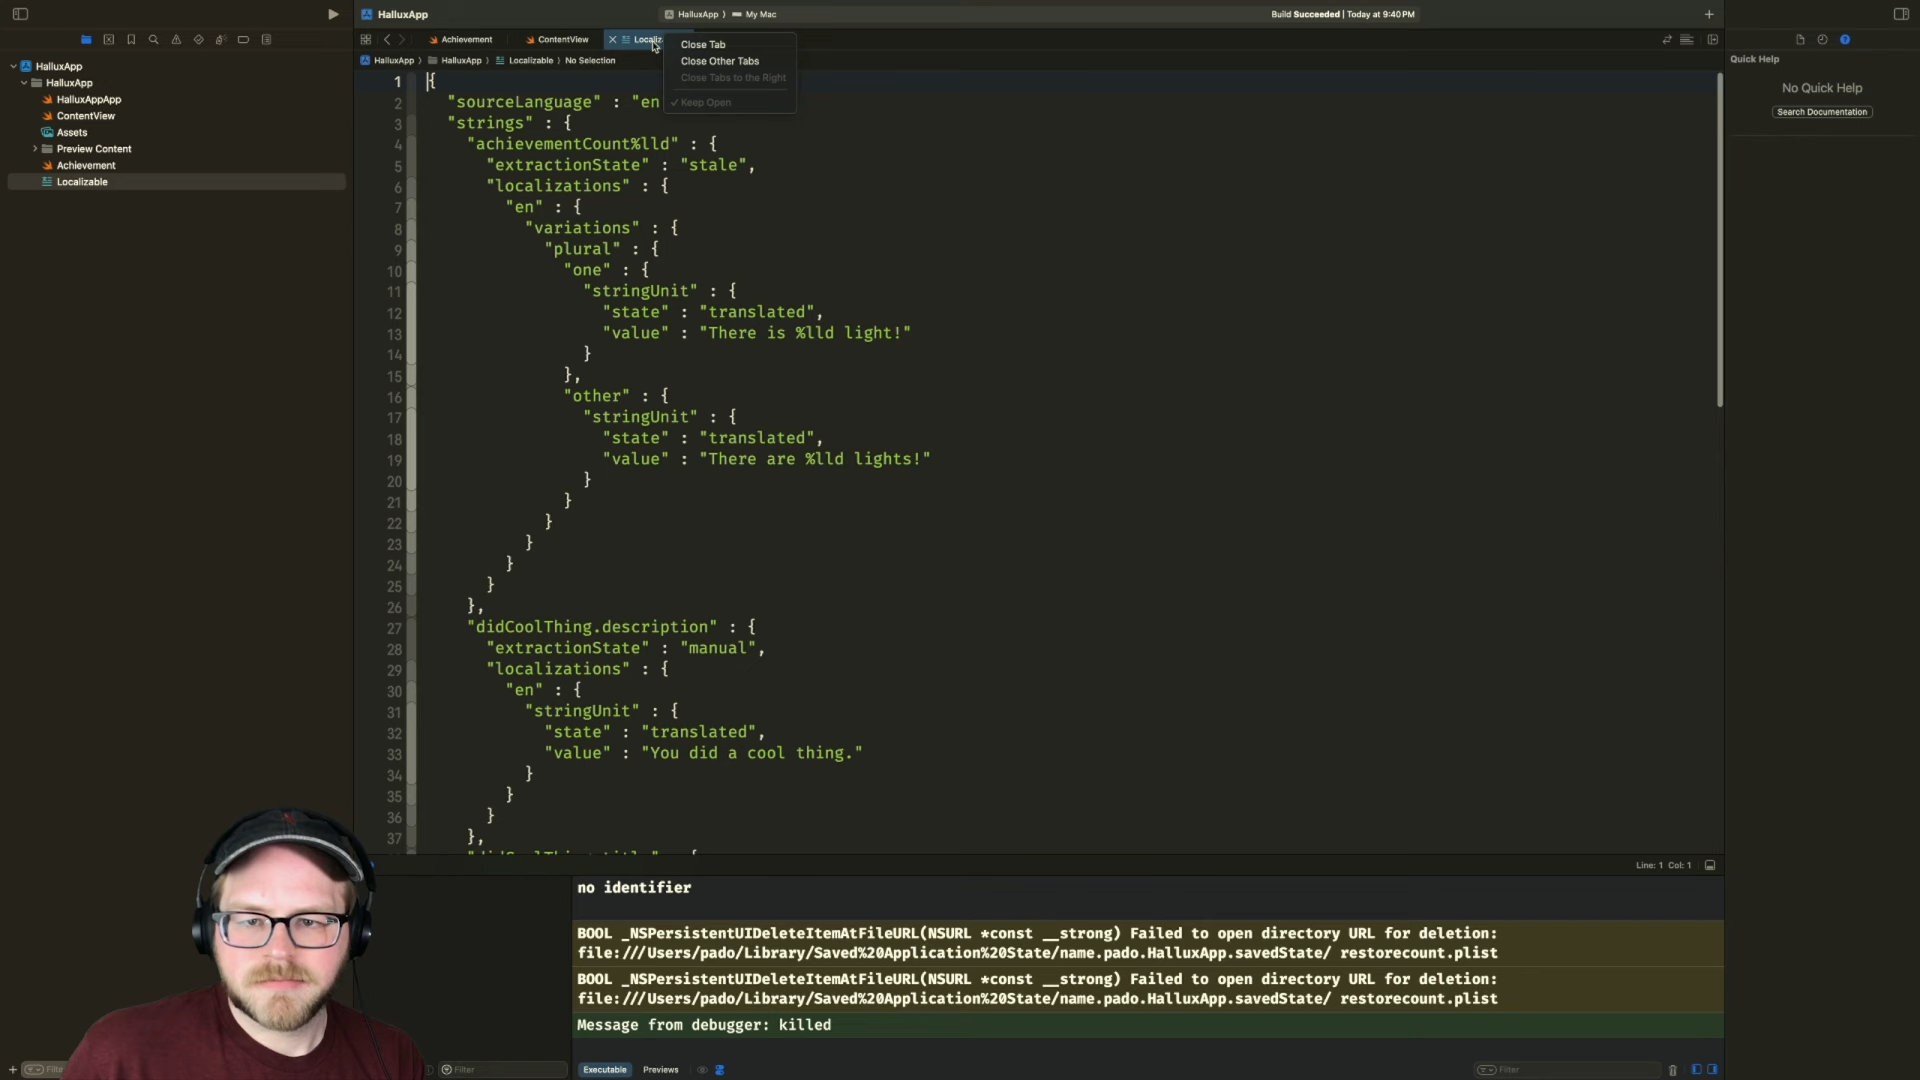 HalluxApp
HalluxApp
My Mac
Build Succeeded | Today at 9:40 PM
Achievement
ContentView
Close Tab
Close Other Tabs
Close Tabs to the Right
Keep Open
HalluxApp
HalluxApp
Localizable
No Selection
HalluxApp
HalluxApp
HalluxAppApp
ContentView
Assets
Preview Content
Achievement
Localizable
Quick Help
No Quick Help
Search Documentation
1 {
2 "sourceLanguage" : "en
3 "strings" : {
4 "achievementCount%lld" : {
5 "extractionState" : "stale",
6 "localizations" : {
7 "en" : {
8 "variations" : {
9 "plural" : {
10 "one" : {
11 "stringUnit" : {
12 "state" : "translated",
13 "value" : "There is %lld light!"
14 }
15 },
16 "other" : {
17 "stringUnit" : {
18 "state" : "translated",
19 "value" : "There are %lld lights!"
20 }
21 }
22 }
23 }
24 }
25 }
26 },
27 "didCoolThing.description" : {
28 "extractionState" : "manual",
29 "localizations" : {
30 "en" : {
31 "stringUnit" : {
32 "state" : "translated",
33 "value" : "You did a cool thing."
34 }
35 }
36 }
37 },
Line: 1 Col: 1
no identifier
BOOL _NSPersistentUIDeleteItemAtFileURL(NSURL *const __strong) Failed to open directory URL for deletion:
file:///Users/pado/Library/Saved%20Application%20State/name.pado.HalluxApp.savedState/ restorecount.plist
BOOL _NSPersistentUIDeleteItemAtFileURL(NSURL *const __strong) Failed to open directory URL for deletion:
file:///Users/pado/Library/Saved%20Application%20State/name.pado.HalluxApp.savedState/ restorecount.plist
Message from debugger: killed
Filter
Executable
Previews
Filter